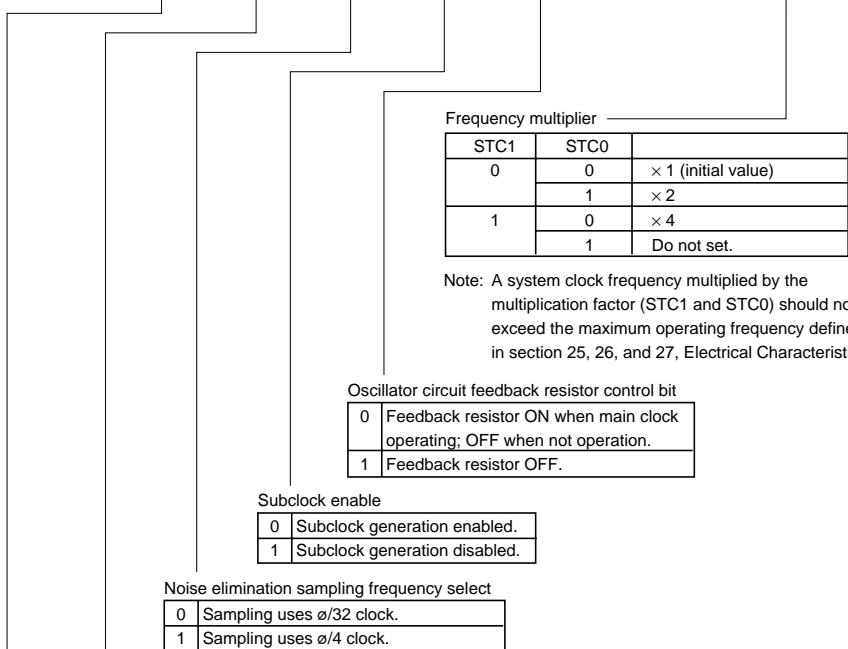 Frequency multiplier
STC1 STC0
0 0 × 1 (initial value)
1 × 2
1 0 × 4
1 Do not set.
Note: A system clock frequency multiplied by the
multiplication factor (STC1 and STC0) should
exceed the maximum operating frequency
in section 25, 26, and 27, Electrical
Oscillator circuit feedback resistor control bit
0 Feedback resistor ON when main clock
operating; OFF when not operation.
1 Feedback resistor OFF.
Subclock enable
0 Subclock generation enabled.
1 Subclock generation disabled.
Noise elimination sampling frequency select
0 Sampling uses ø/32 clock.
1 Sampling uses ø/4 clock.